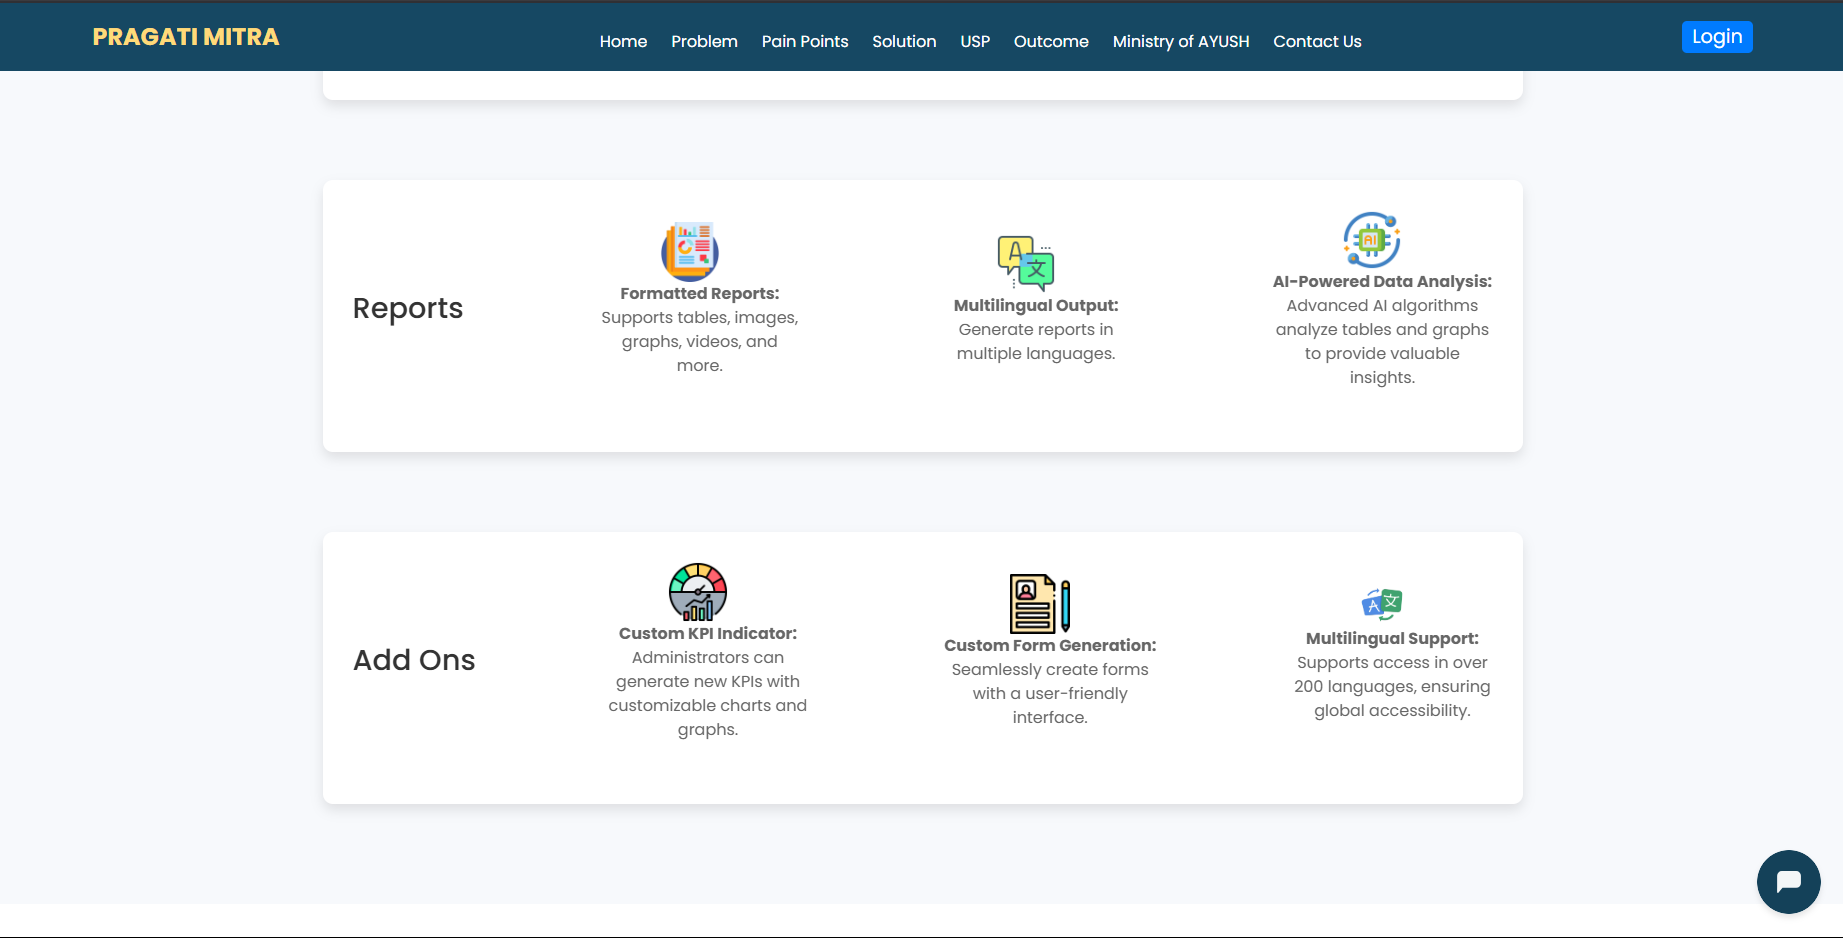 PRAGATI MITRA
Home Problem Pain Points Solution USP Outcome Ministry of AYUSH Contact Us
Login
Reports
Formatted Reports:
Supports tables, images,
graphs, videos, and
more.
A
文
Multilingual Output:
Generate reports in
multiple languages.
AI
AI-Powered Data Analysis:
Advanced AI algorithms
analyze tables and graphs
to provide valuable
insights.
Add Ons
Custom KPI Indicator:
Administrators can
generate new KPIs with
customizable charts and
graphs.
Custom Form Generation:
Seamlessly create forms
with a user-friendly
interface.
A
文
Multilingual Support:
Supports access in over
200 languages, ensuring
global accessibility.